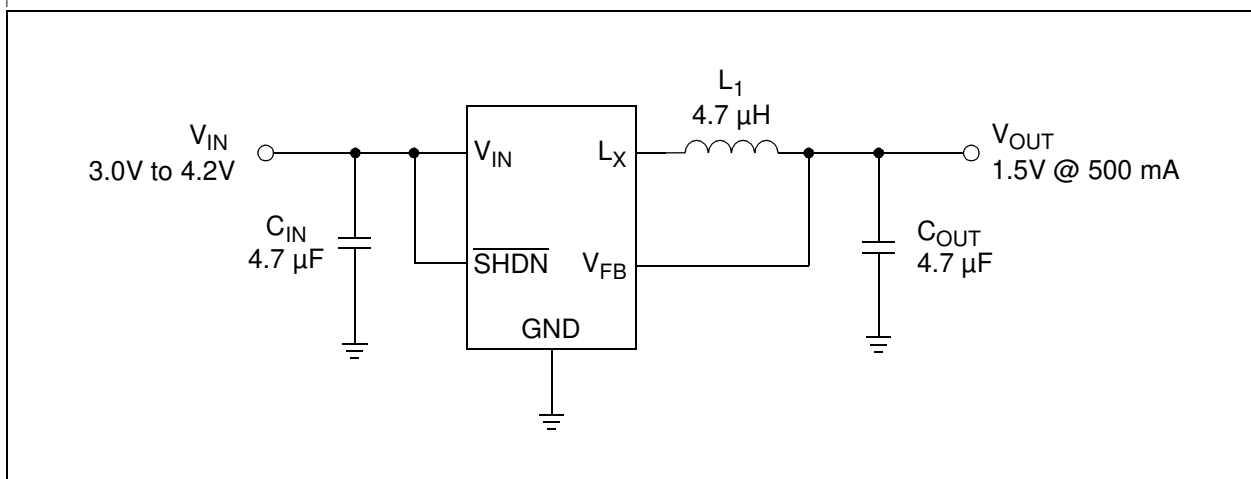 L1
4.7 µH
VIN
3.0V to 4.2V
VIN
LX
VOUT
1.5V @ 500 mA
CIN
4.7 µF
SHDN
VFB
COUT
4.7 µF
GND